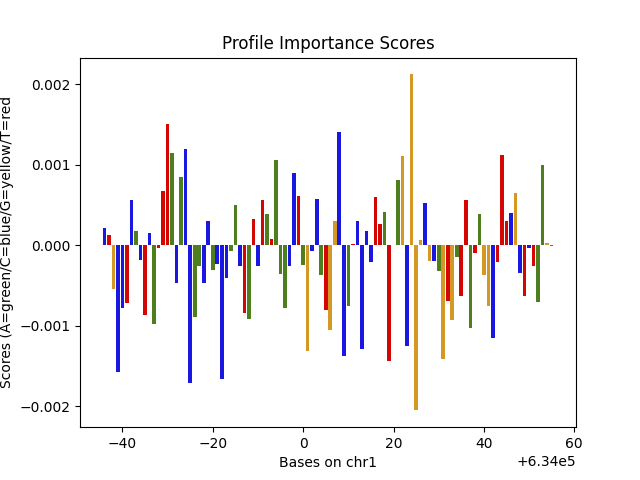 Profile Importance Scores
Scores (A=green/C=blue/G=yellow/T=red
0.002
0.001
0.000
−0.001
−0.002
−40
−20
0
20
40
60
Bases on chr1
+6.34e5